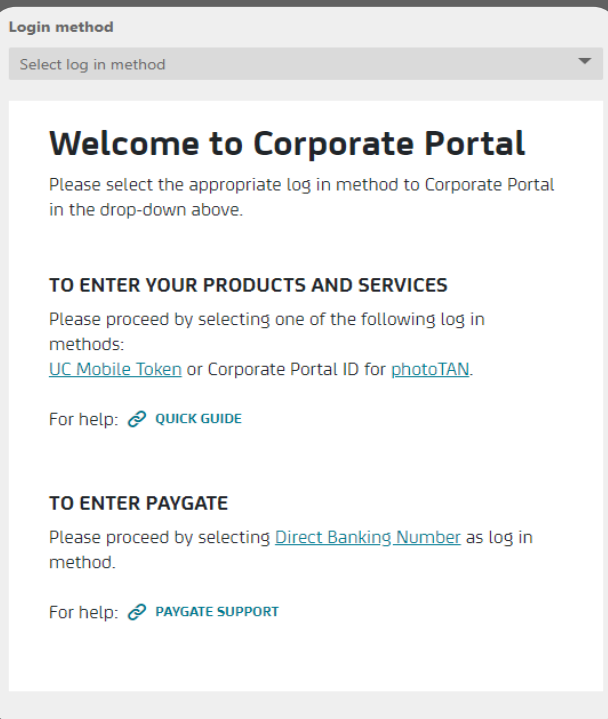 Login method
Select log in method
Welcome to Corporate Portal
Please select the appropriate log in method to Corporate Portal
in the drop-down above.
TO ENTER YOUR PRODUCTS AND SERVICES
Please proceed by selecting one of the following log in
methods:
UC Mobile Token or Corporate Portal ID for photoTAN.
For help: QUICK GUIDE
TO ENTER PAYGATE
Please proceed by selecting Direct Banking Number as log in
method.
For help: PAYGATE SUPPORT